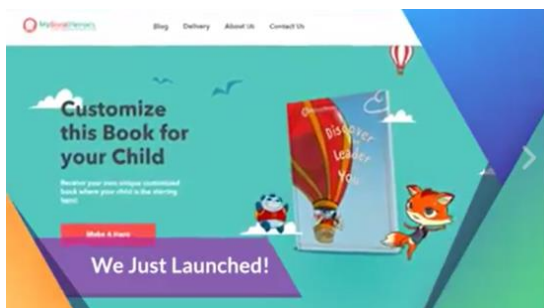 MyBookHeroes
Blog Delivery About Us Contact Us
Customize
this Book for
your Child
Receive your own unique customized
book where your child is the starring
hero!
Make A Hero
Discover
the
Leader
in
You
We Just Launched!